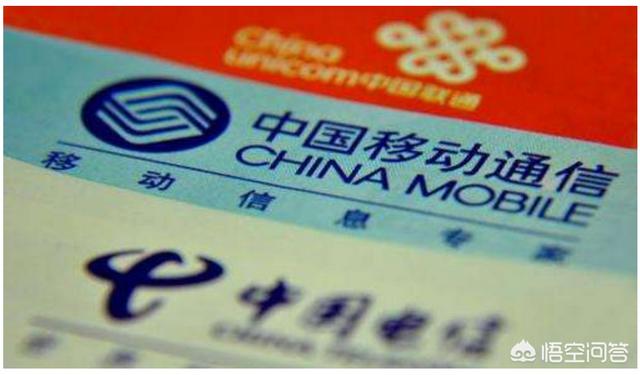 China
unicom中国联通
中国移动通信
CHINA MOBILE
移动信息专家
中国电信
悟空问答